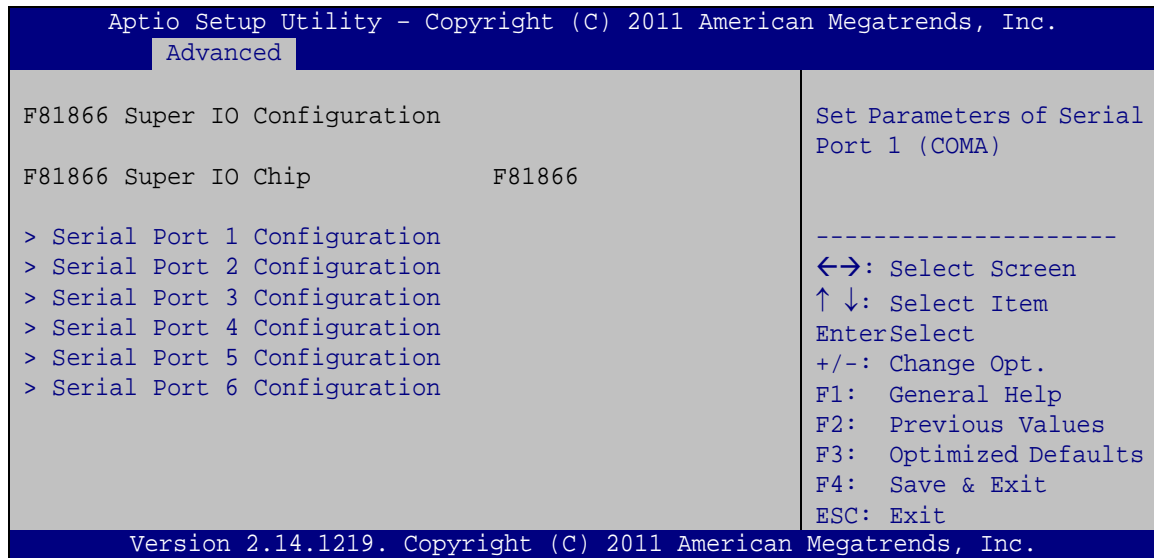 Aptio Setup Utility – Copyright (C) 2011 American Megatrends, Inc.
Advanced
F81866 Super IO Configuration
F81866 Super IO Chip F81866
> Serial Port 1 Configuration
> Serial Port 2 Configuration
> Serial Port 3 Configuration
> Serial Port 4 Configuration
> Serial Port 5 Configuration
> Serial Port 6 Configuration
Set Parameters of Serial
Port 1 (COMA)
---------------------
←→: Select Screen
↑ ↓: Select Item
EnterSelect
+/-: Change Opt.
F1: General Help
F2: Previous Values
F3: Optimized Defaults
F4: Save & Exit
ESC: Exit
Version 2.14.1219. Copyright (C) 2011 American Megatrends, Inc.